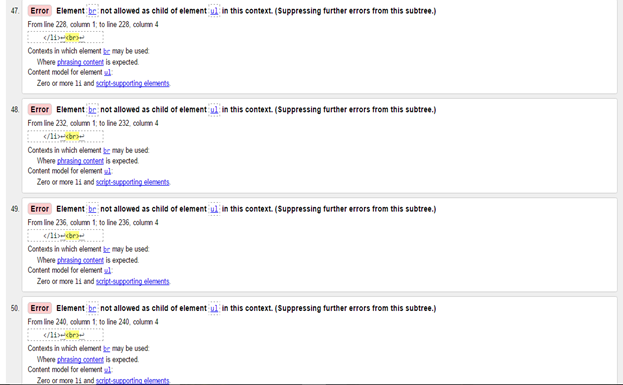 47. Error Element br not allowed as child of element ul in this context. (Suppressing further errors from this subtree.)
From line 228, column 1; to line 228, column 4
</li>↩<br>↩
Contexts in which element br may be used:
Where phrasing content is expected.
Content model for element ul:
Zero or more li and script-supporting elements.
48. Error Element br not allowed as child of element ul in this context. (Suppressing further errors from this subtree.)
From line 232, column 1; to line 232, column 4
</li>↩<br>↩
Contexts in which element br may be used:
Where phrasing content is expected.
Content model for element ul:
Zero or more li and script-supporting elements.
49. Error Element br not allowed as child of element ul in this context. (Suppressing further errors from this subtree.)
From line 236, column 1; to line 236, column 4
</li>↩<br>↩
Contexts in which element br may be used:
Where phrasing content is expected.
Content model for element ul:
Zero or more li and script-supporting elements.
50. Error Element br not allowed as child of element ul in this context. (Suppressing further errors from this subtree.)
From line 240, column 1; to line 240, column 4
</li>↩<br>↩
Contexts in which element br may be used:
Where phrasing content is expected.
Content model for element ul:
Zero or more li and script-supporting elements.